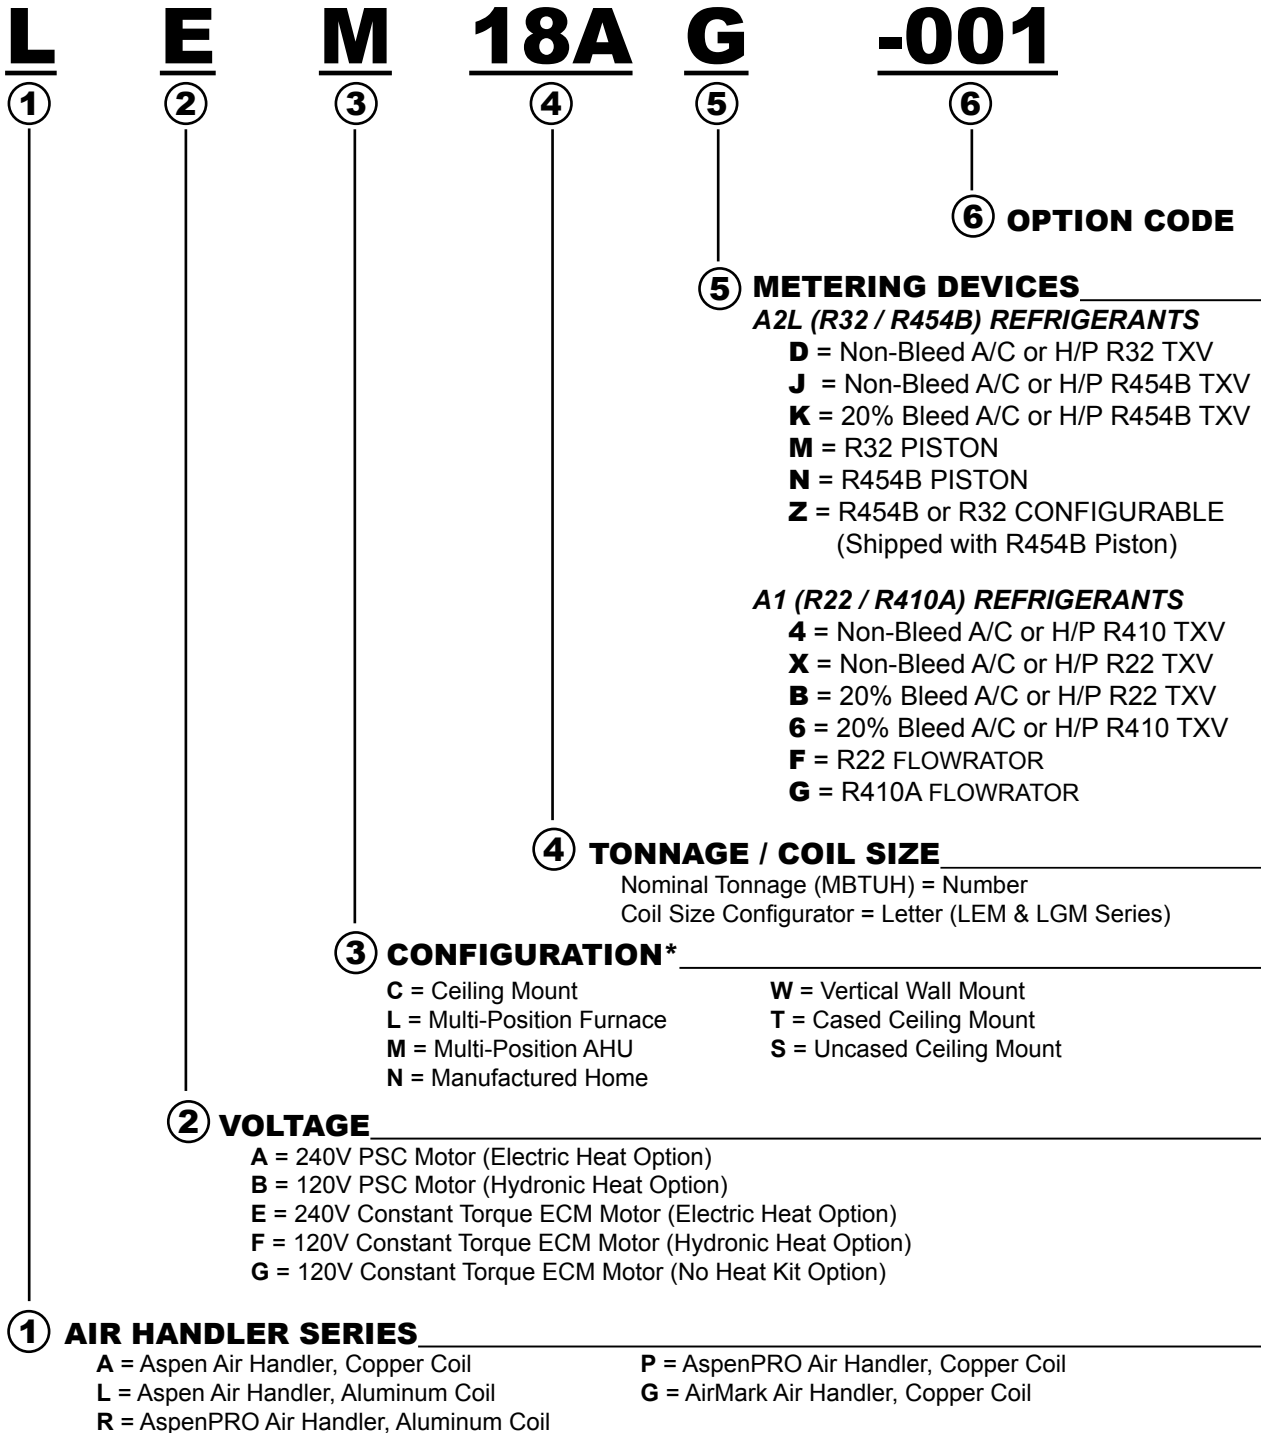 L E M 18A G -001
1 2 3 4 5 6
6 OPTION CODE
5 METERING DEVICES
A2L (R32 / R454B) REFRIGERANTS
D = Non-Bleed A/C or H/P R32 TXV
J = Non-Bleed A/C or H/P R454B TXV
K = 20% Bleed A/C or H/P R454B TXV
M = R32 PISTON
N = R454B PISTON
Z = R454B or R32 CONFIGURABLE
(Shipped with R454B Piston)
A1 (R22 / R410A) REFRIGERANTS
4 = Non-Bleed A/C or H/P R410 TXV
X = Non-Bleed A/C or H/P R22 TXV
B = 20% Bleed A/C or H/P R22 TXV
6 = 20% Bleed A/C or H/P R410 TXV
F = R22 FLOWRATOR
G = R410A FLOWRATOR
4 TONNAGE / COIL SIZE
Nominal Tonnage (MBTUH) = Number
Coil Size Configurator = Letter (LEM & LGM Series)
3 CONFIGURATION*
C = Ceiling Mount
L = Multi-Position Furnace
M = Multi-Position AHU
N = Manufactured Home
W = Vertical Wall Mount
T = Cased Ceiling Mount
S = Uncased Ceiling Mount
2 VOLTAGE
A = 240V PSC Motor (Electric Heat Option)
B = 120V PSC Motor (Hydronic Heat Option)
E = 240V Constant Torque ECM Motor (Electric Heat Option)
F = 120V Constant Torque ECM Motor (Hydronic Heat Option)
G = 120V Constant Torque ECM Motor (No Heat Kit Option)
1 AIR HANDLER SERIES
A = Aspen Air Handler, Copper Coil
L = Aspen Air Handler, Aluminum Coil
R = AspenPRO Air Handler, Aluminum Coil
P = AspenPRO Air Handler, Copper Coil
G = AirMark Air Handler, Copper Coil